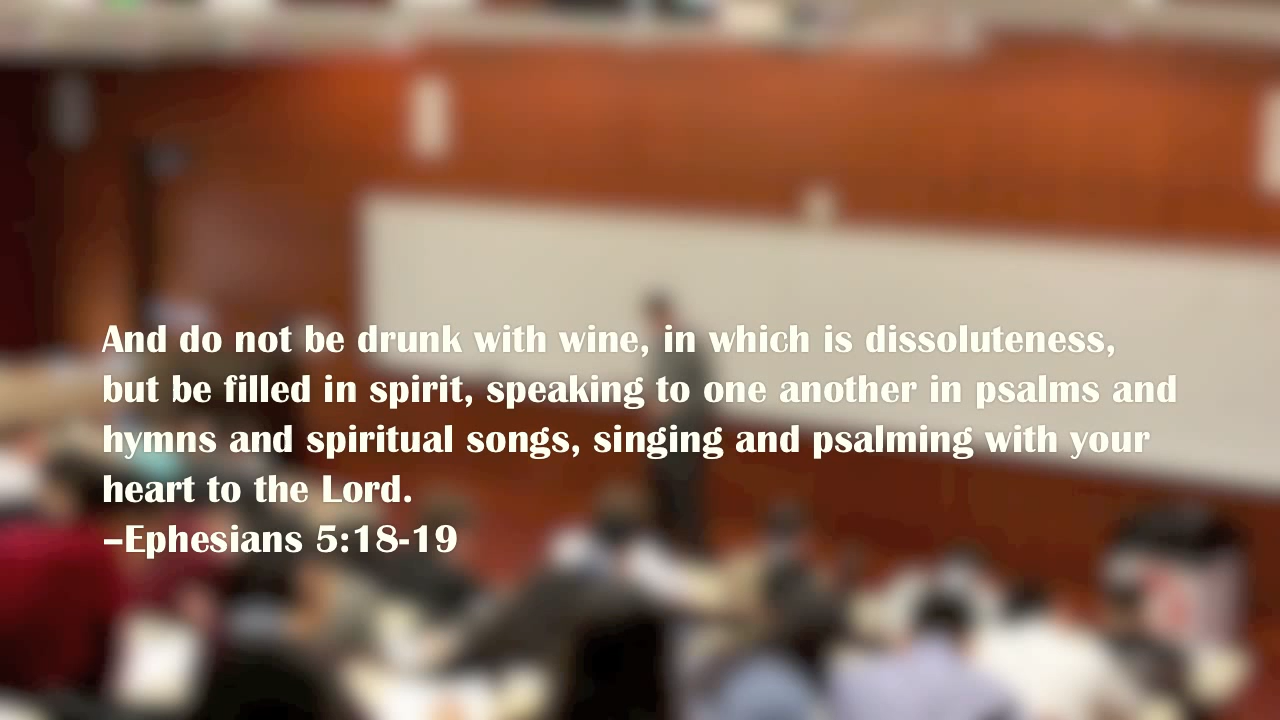 And do not be drunk with wine, in which is dissoluteness,
but be filled in spirit, speaking to one another in psalms and
hymns and spiritual songs, singing and psalming with your
heart to the Lord.
–Ephesians 5:18-19